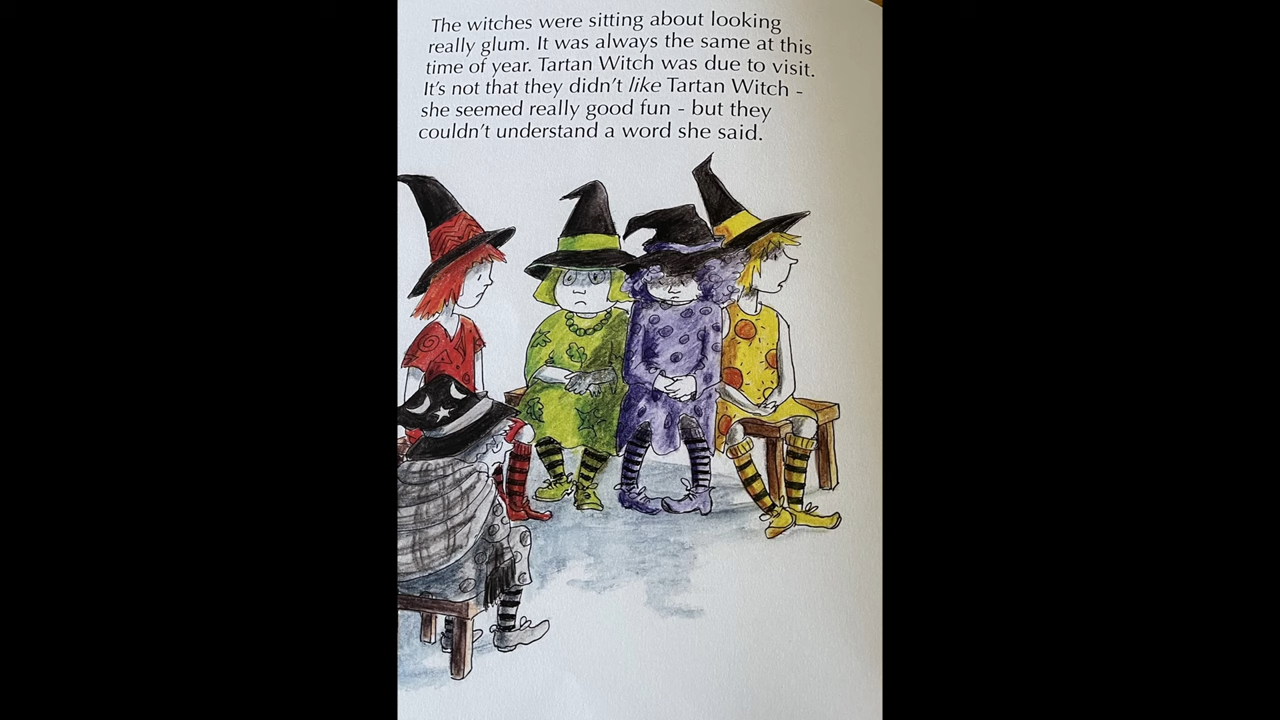 The witches were sitting about looking
really glum. It was always the same at this
time of year. Tartan Witch was due to visit.
It's not that they didn't like Tartan Witch -
she seemed really good fun - but they
couldn't understand a word she said.